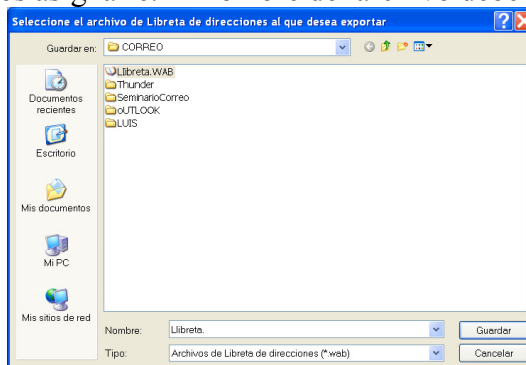 Seleccione el archivo de Libreta de direcciones al que desea exportar
Guardar en:
CORREO
Llibreta.WAB
Thunder
SeminarioCorreo
oUTLOOK
LUIS
Documentos
recientes
Escritorio
Mis documentos
Mi PC
Mis sitios de red
Nombre:
Llibreta.
Guardar
Tipo:
Archivos de Libreta de direcciones (*.wab)
Cancelar